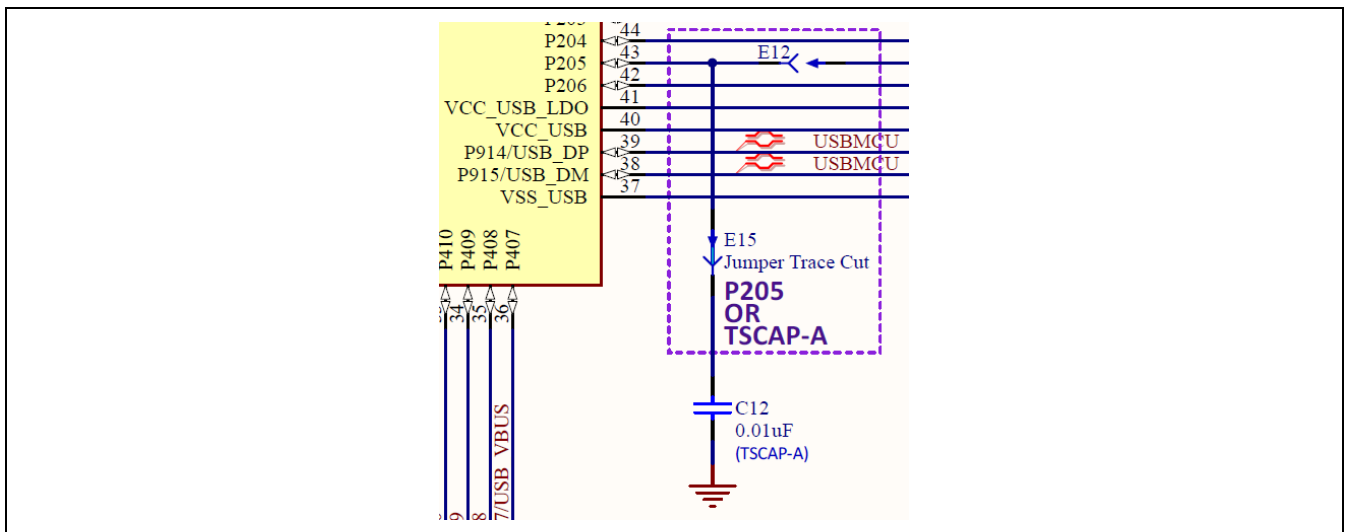 44
P204
43
P205
E12
42
P206
41
VCC_USB_LDO
40
VCC_USB
39
P914/USB_DP
USBMCU
38
P915/USB_DM
USBMCU
37
VSS_USB
P410
P409
P408
P407
34
35
36
E15
Jumper Trace Cut
P205
OR
TSCAP-A
C12
0.01uF
(TSCAP-A)
7/USB_VBUS